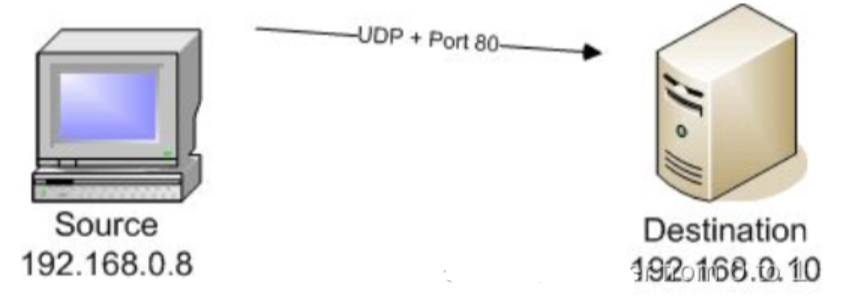 UDP + Port 80
Source
192.168.0.8
Destination
192.168.0.10